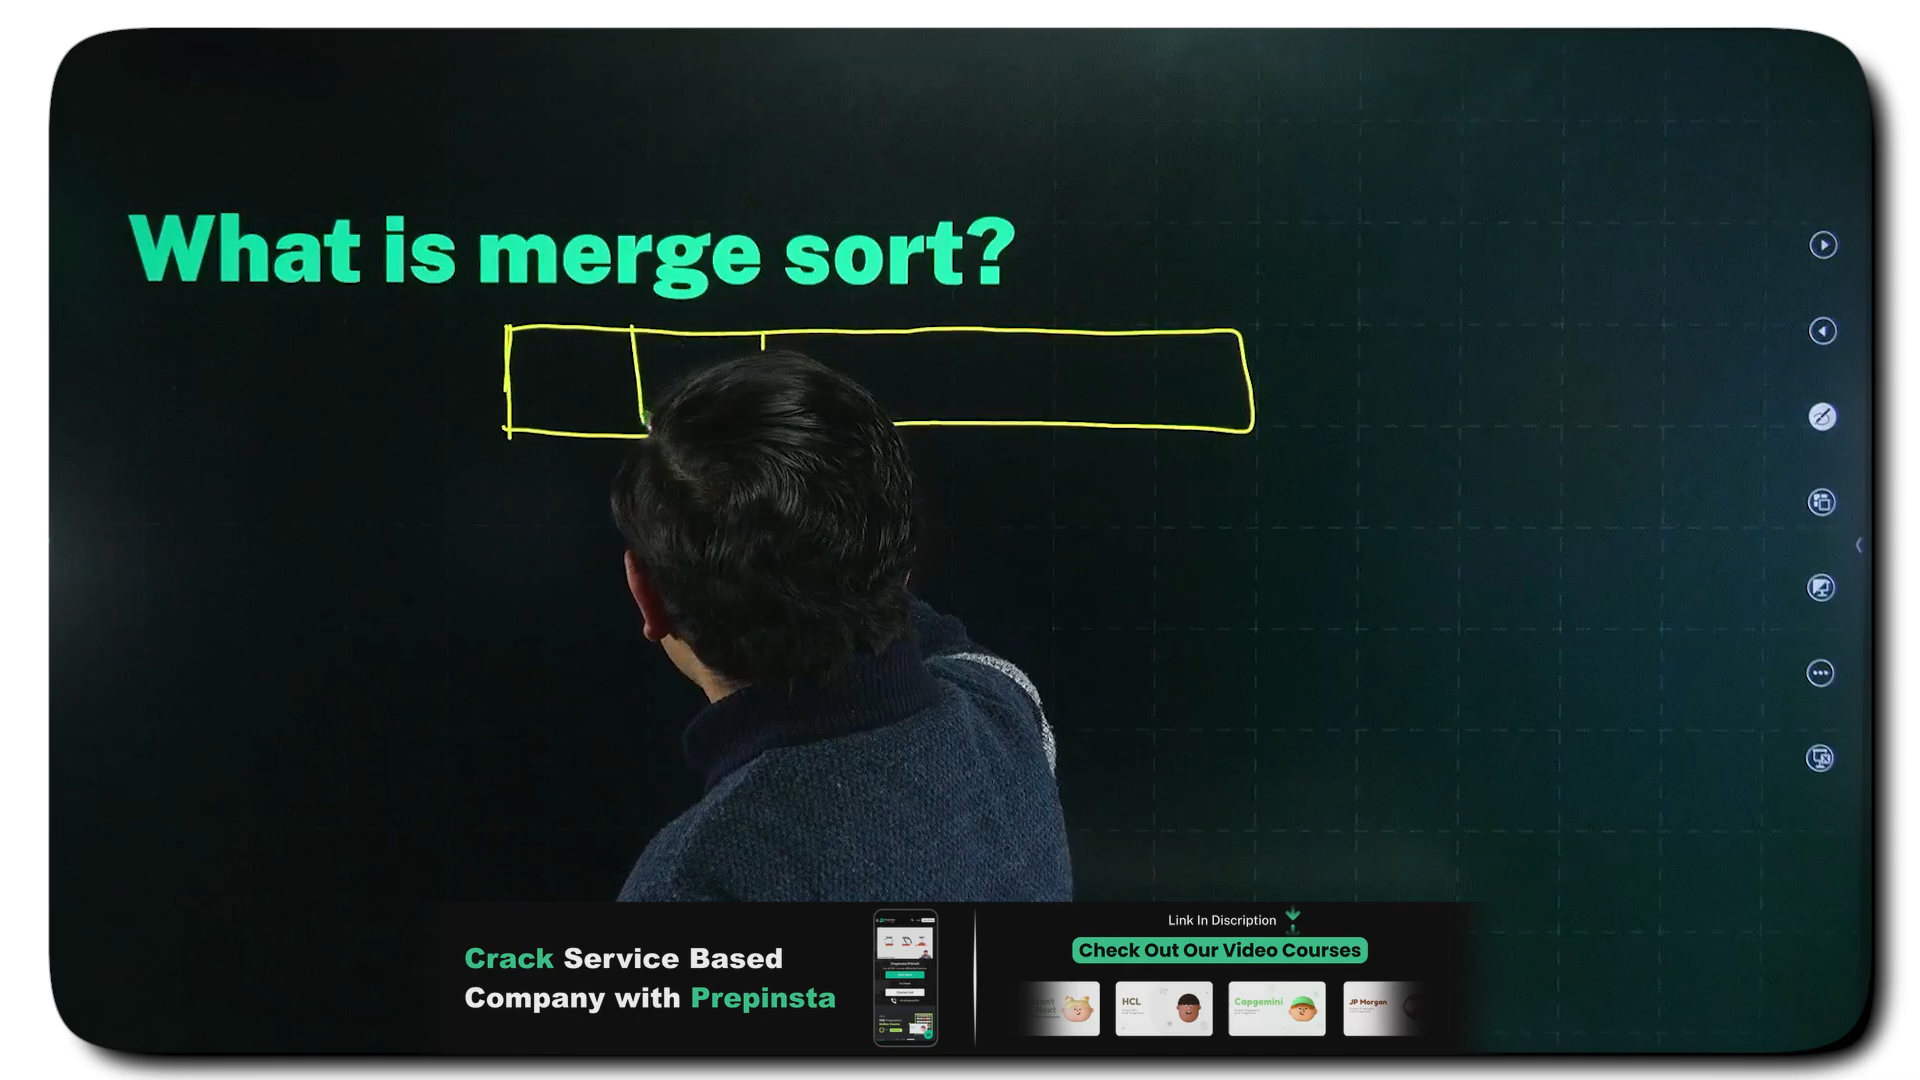 What is merge sort?
Crack Service Based
Company with Prepinsta
Link In Discription
Check Out Our Video Courses
HCL
Capgemini
JP Morgan